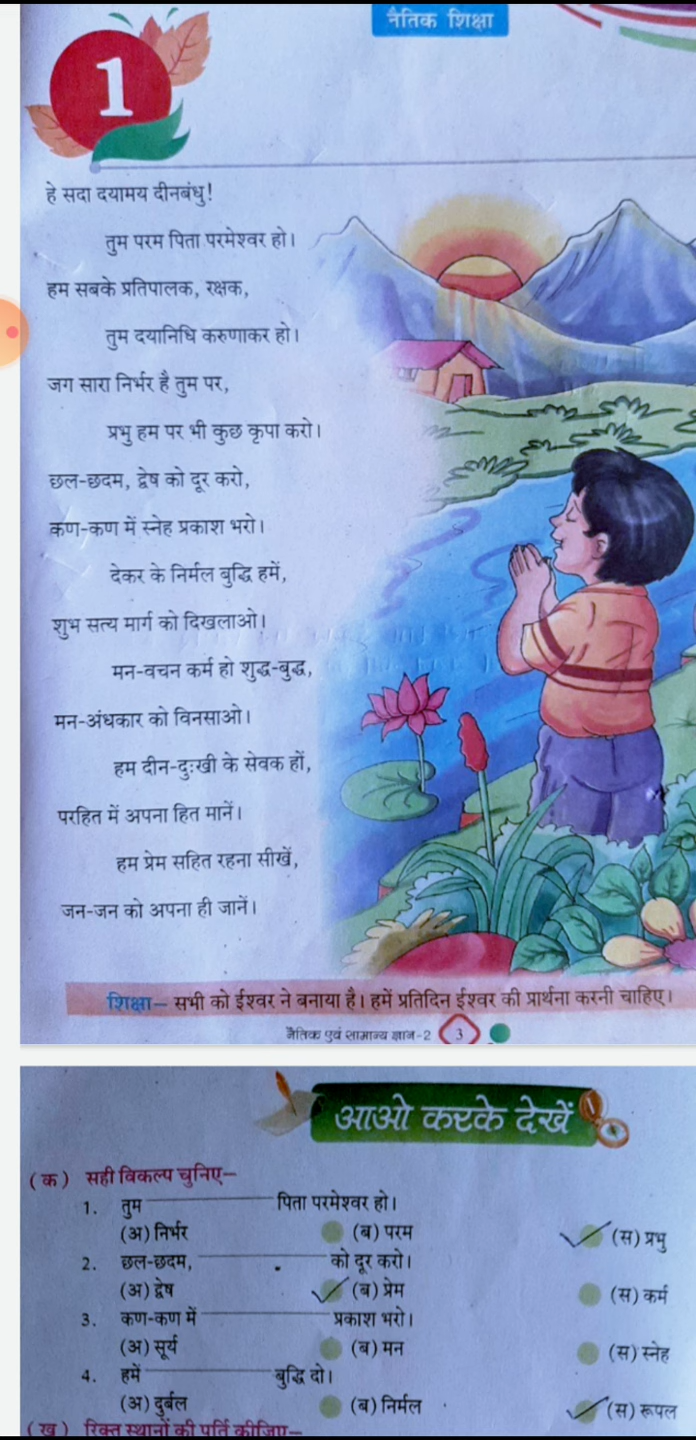 नैतिक शिक्षा
1
हे सदा दयामय दीनबंधु!
तुम परम पिता परमेश्वर हो।
हम सबके प्रतिपालक, रक्षक,
तुम दयानिधि करुणाकर हो।
जग सारा निर्भर है तुम पर,
प्रभु हम पर भी कुछ कृपा करो।
छल-छदम, द्वेष को दूर करो,
कण-कण में स्नेह प्रकाश भरो।
देकर के निर्मल बुद्धि हमें,
शुभ सत्य मार्ग को दिखलाओ।
मन-वचन कर्म हो शुद्ध-बुद्ध,
मन-अंधकार को विनसाओ।
हम दीन-दुःखी के सेवक हों,
परहित में अपना हित मानें।
हम प्रेम सहित रहना सीखें,
जन-जन को अपना ही जानें।
शिक्षा— सभी को ईश्वर ने बनाया है। हमें प्रतिदिन ईश्वर की प्रार्थना करनी चाहिए।
नैतिक एवं सामान्य ज्ञान-2 3
आओ करके देखें
(क) सही विकल्प चुनिए—
1. तुम ــــــــ पिता परमेश्वर हो।
(अ) निर्भर (ब) परम (स) प्रभु
2. छल-छदम, ــــــــ को दूर करो।
(अ) द्वेष (ब) प्रेम (स) कर्म
3. कण-कण में ــــــــ प्रकाश भरो।
(अ) सूर्य (ब) मन (स) स्नेह
4. हमें ــــــــ बुद्धि दो।
(अ) दुर्बल (ब) निर्मल (स) रूपल
(ख) रिक्त स्थानों की पूर्ति कीजिए—